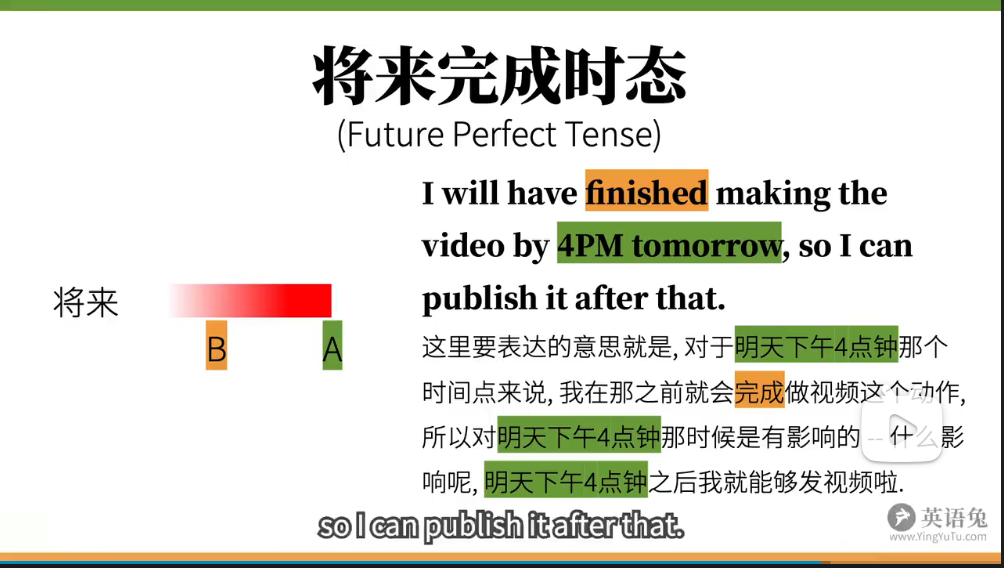 将来完成时态
(Future Perfect Tense)
I will have finished making the
video by 4PM tomorrow, so I can
publish it after that.
将来
B
A
这里要表达的意思就是, 对于明天下午4点钟那个
时间点来说, 我在那之前就会完成做视频这个动作,
所以对明天下午4点钟那时候是有影响的 -- 什么影
响呢, 明天下午4点钟之后我就能够发视频啦.
so I can publish it after that.
英语兔
www.YingYuTu.com